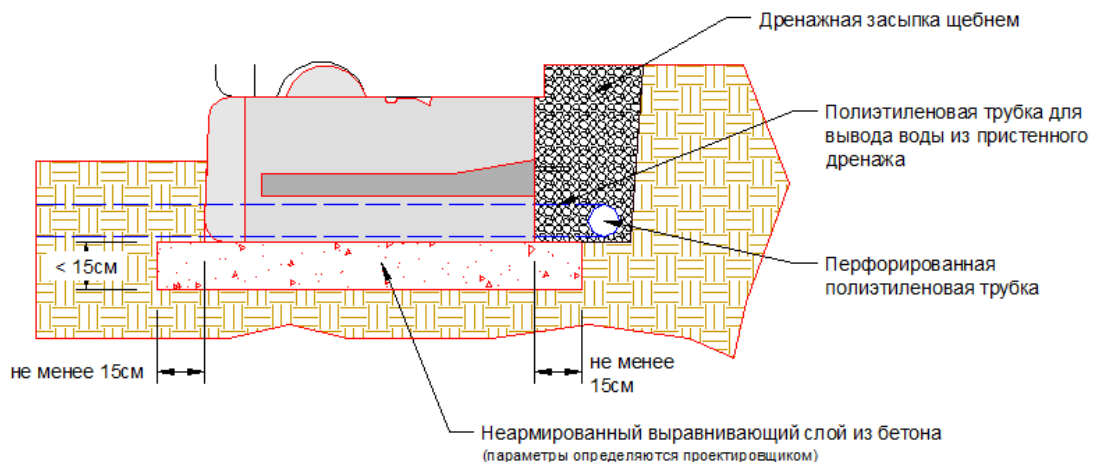 Дренажная засыпка щебнем
Полиэтиленовая трубка для
вывода воды из пристенного
дренажа
< 15см
Перфорированная
полиэтиленовая трубка
не менее 15см
не менее
15см
Неармированный выравнивающий слой из бетона
(параметры определяются проектировщиком)